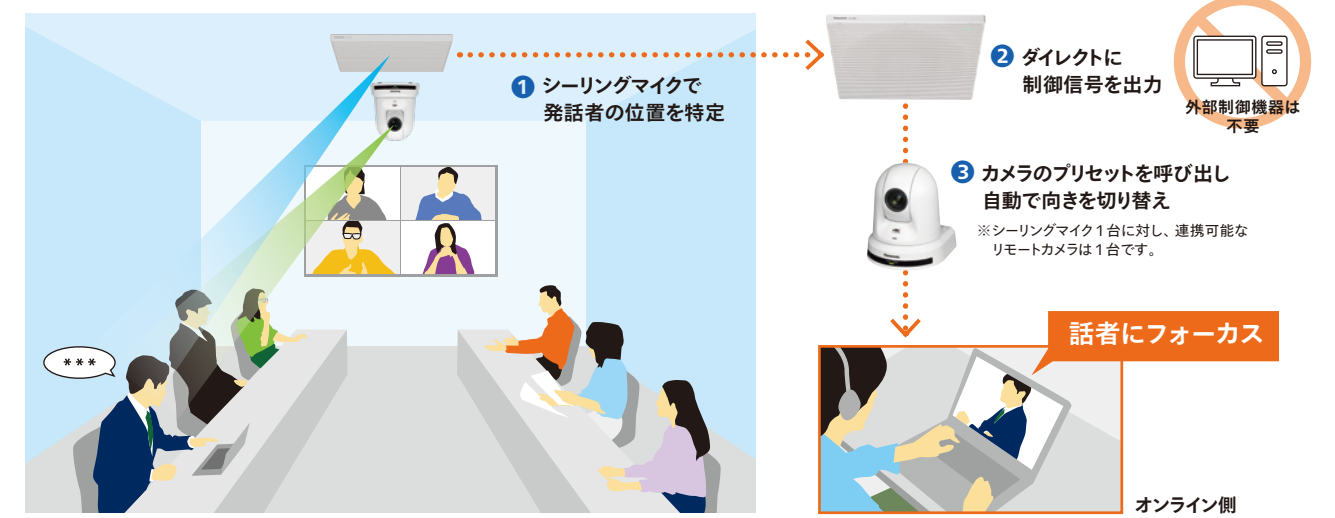 ❶ シーリングマイクで
発話者の位置を特定
❷ ダイレクトに
制御信号を出力
外部制御機器は
不要
❸ カメラのプリセットを呼び出し
自動で向きを切り替え
※シーリングマイク1台に対し、連携可能な
リモートカメラは1台です。
***
話者にフォーカス
オンライン側